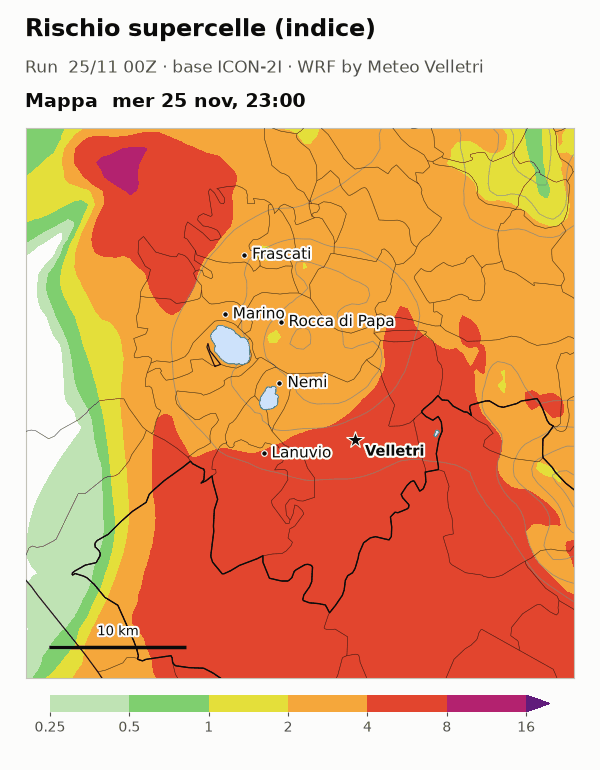 Rischio supercelle (indice)
Run  25/11 00Z · base ICON-2I · WRF by Meteo Velletri
Mappa  mer 25 nov, 23:00
Frascati
Marino
Rocca di Papa
Nemi
Velletri
Lanuvio
10 km
0.25 0.5 1 2 4 8 16